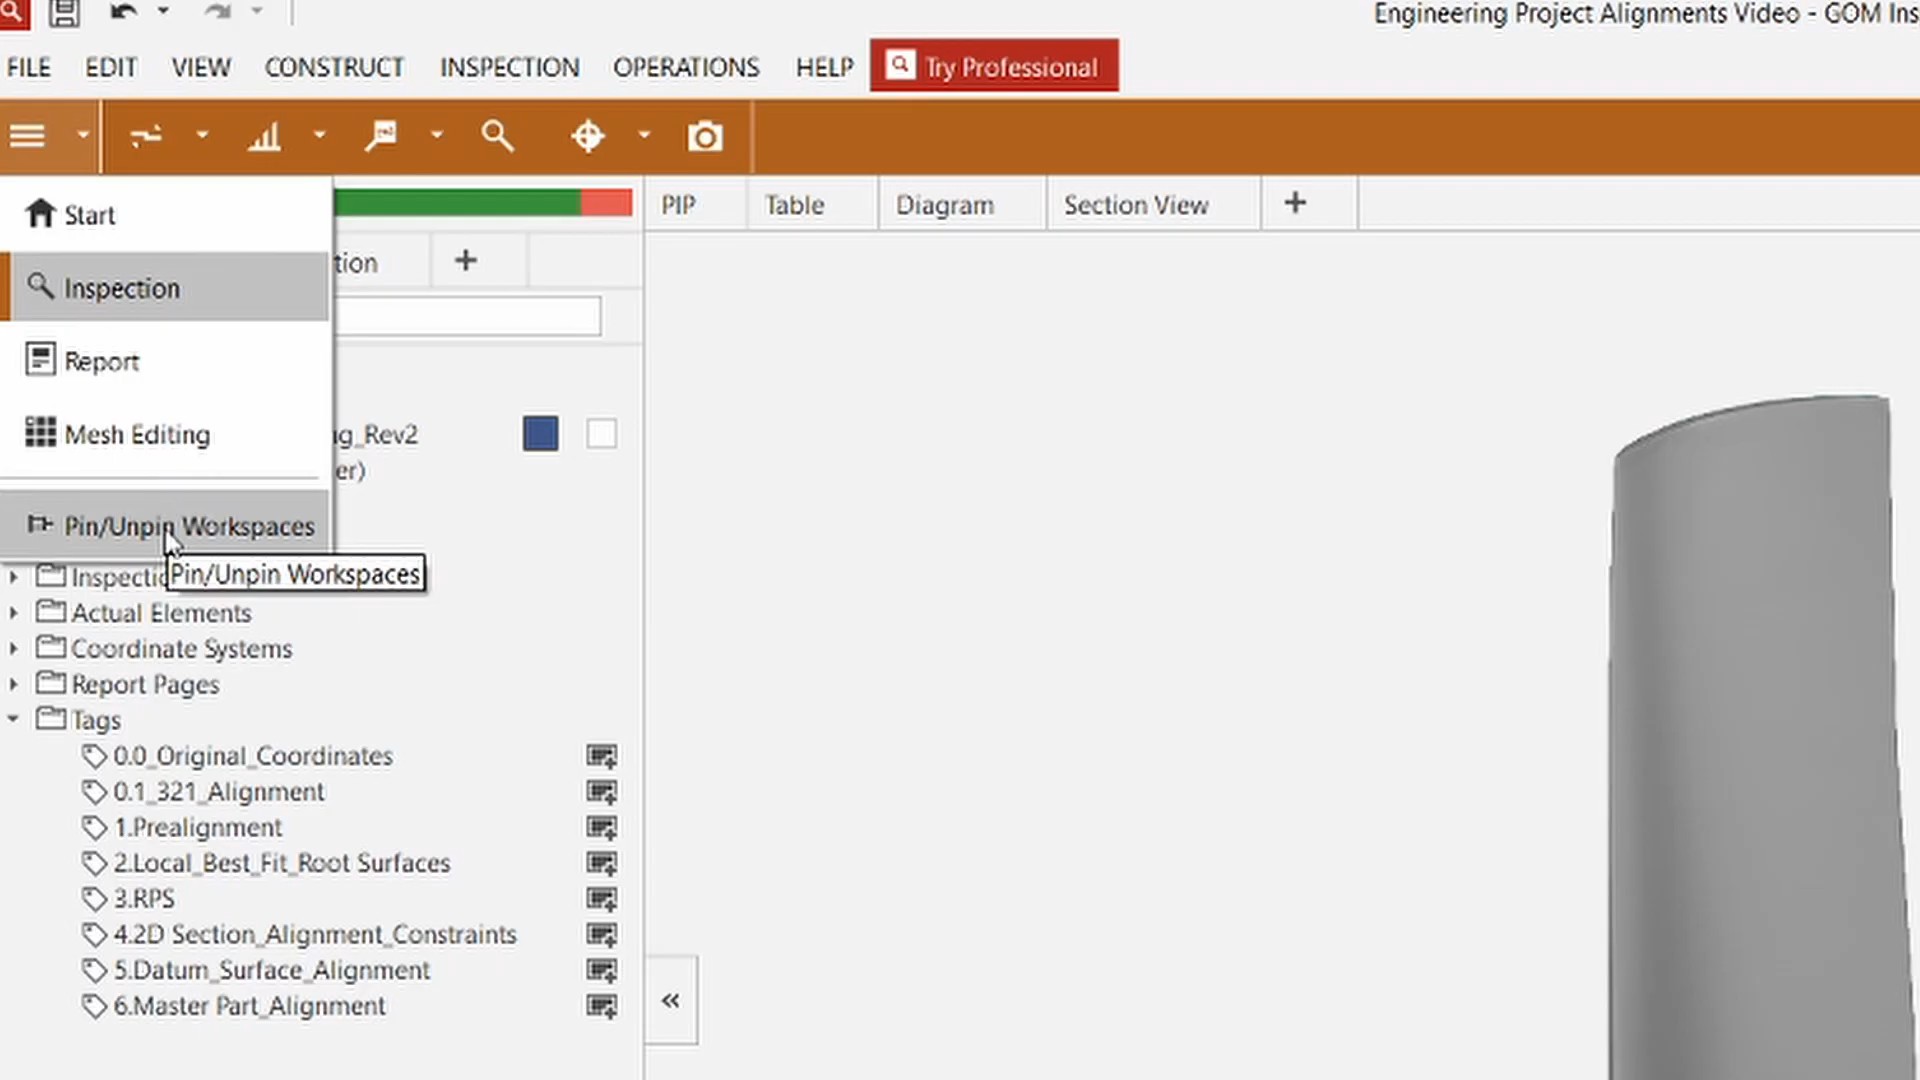 Engineering Project Alignments Video - GOM Ins
FILE EDIT VIEW CONSTRUCT INSPECTION OPERATIONS HELP Try Professional
Start
PIP Table Diagram Section View +
tion +
Inspection
Report
Mesh Editing
ng_Rev2
er)
Pin/Unpin Workspaces
Pin/Unpin Workspaces
Inspectio
Actual Elements
Coordinate Systems
Report Pages
Tags
0.0_Original_Coordinates
0.1_321_Alignment
1.Prealignment
2.Local_Best_Fit_Root Surfaces
3.RPS
4.2D Section_Alignment_Constraints
5.Datum_Surface_Alignment
6.Master Part_Alignment
«